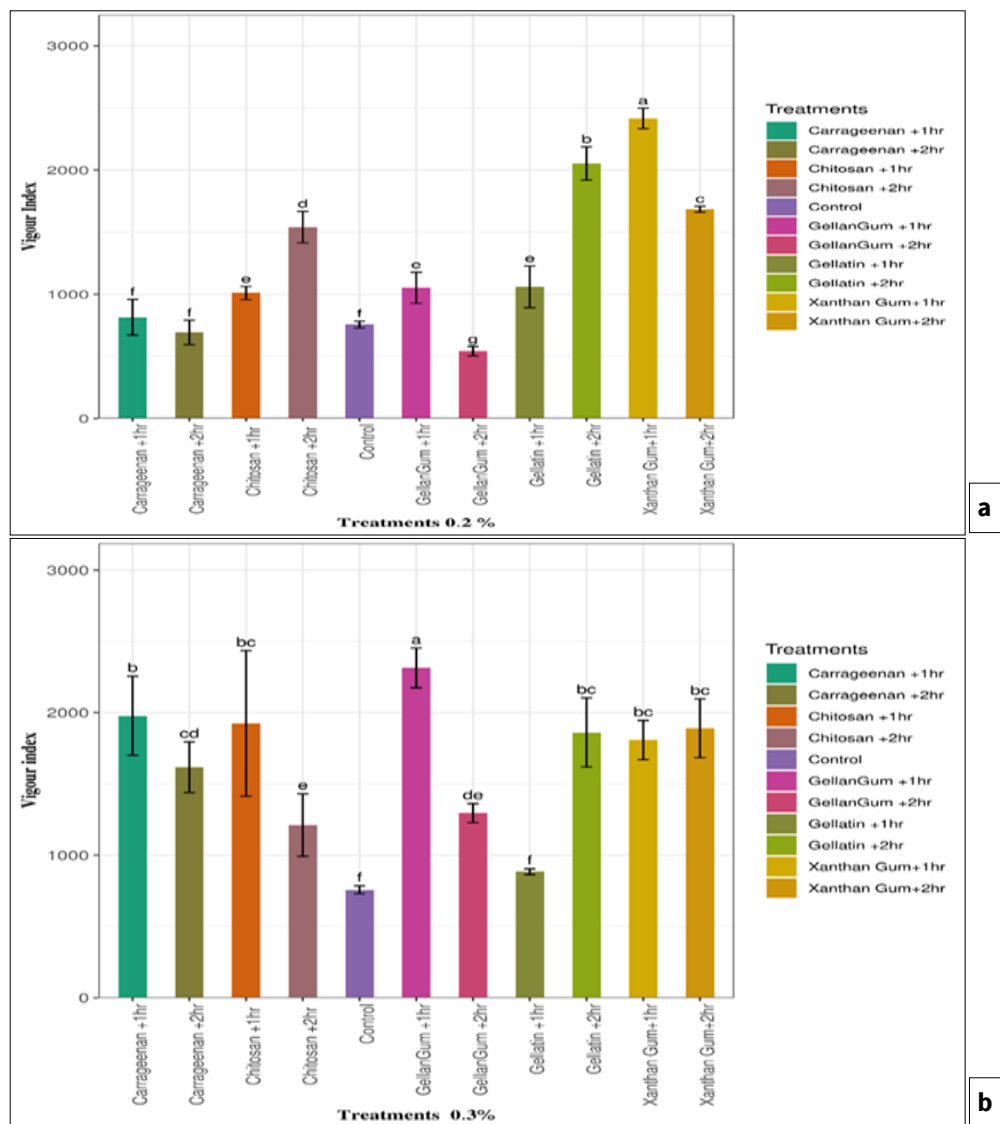 3000
2000
1000
0
Vigour Index
f
f
e
d
f
e
g
e
b
a
c
Carrageenan +1hr
Carrageenan +2hr
Chitosan +1hr
Chitosan +2hr
Control
GellanGum +1hr
GellanGum +2hr
Gellatin +1hr
Gellatin +2hr
Xanthan Gum+1hr
Xanthan Gum+2hr
Treatments 0.2 %
Treatments
Carrageenan +1hr
Carrageenan +2hr
Chitosan +1hr
Chitosan +2hr
Control
GellanGum +1hr
GellanGum +2hr
Gellatin +1hr
Gellatin +2hr
Xanthan Gum+1hr
Xanthan Gum+2hr
a
3000
2000
1000
0
Vigour index
b
cd
bc
e
f
a
de
f
bc
bc
bc
Carrageenan +1hr
Carrageenan +2hr
Chitosan +1hr
Chitosan +2hr
Control
GellanGum +1hr
GellanGum +2hr
Gellatin +1hr
Gellatin +2hr
Xanthan Gum+1hr
Xanthan Gum+2hr
Treatments 0.3%
Treatments
Carrageenan +1hr
Carrageenan +2hr
Chitosan +1hr
Chitosan +2hr
Control
GellanGum +1hr
GellanGum +2hr
Gellatin +1hr
Gellatin +2hr
Xanthan Gum+1hr
Xanthan Gum+2hr
b